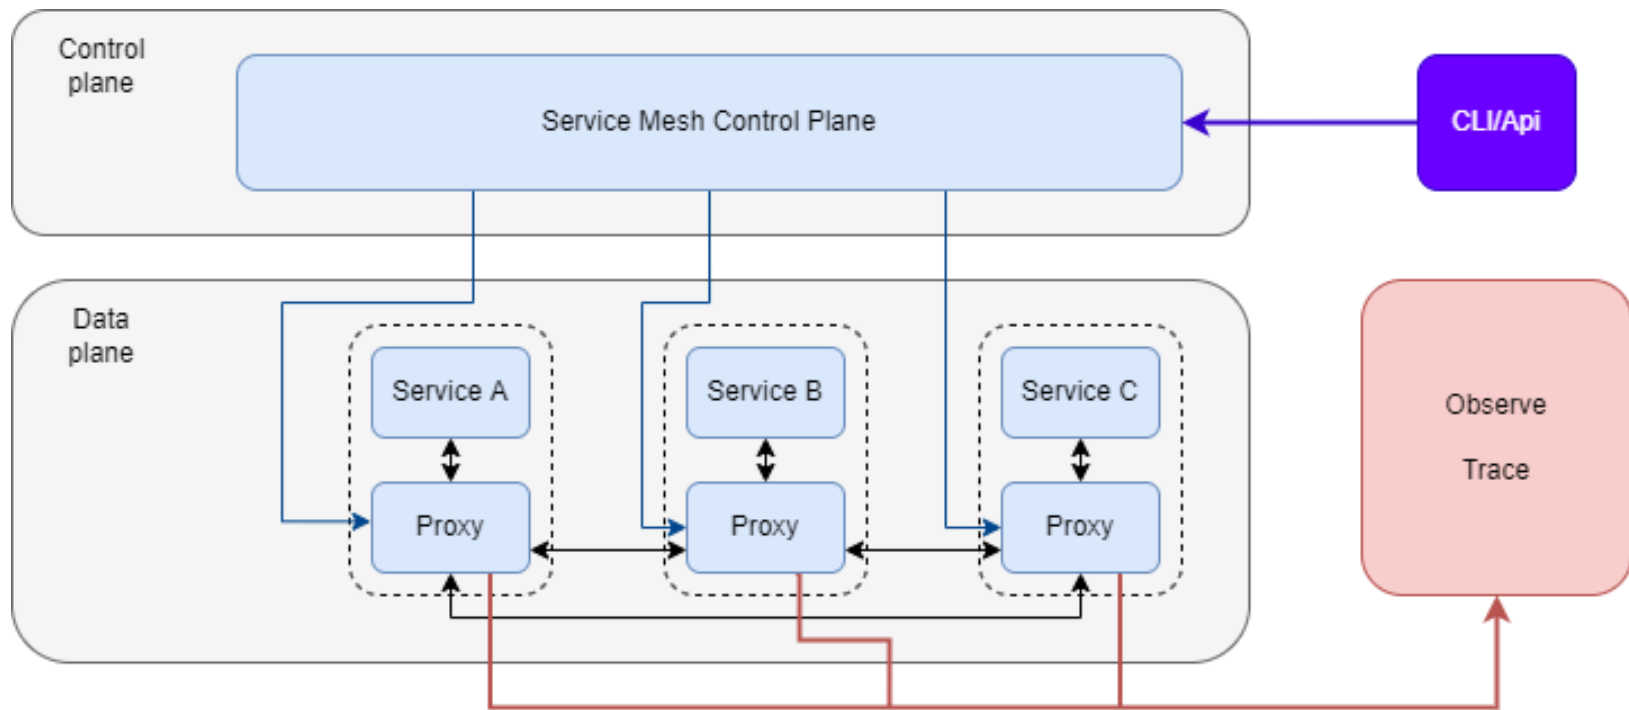 Control
plane
Service Mesh Control Plane
CLI/Api
Data
plane
Service A
Service B
Service C
Proxy
Proxy
Proxy
Observe
Trace